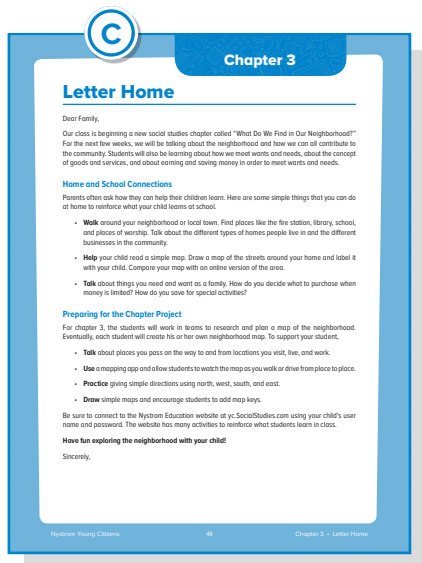 C
Chapter 3
Letter Home
Dear Family,
Our class is beginning a new social studies chapter called "What Do We Find in Our Neighborhood?"
For the next few weeks, we will be talking about the neighborhood and how we all can contribute to
the community. Students will also be learning about how we meet wants and needs, about the concept
of goods and services, and about earning and saving money in order to meet wants and needs.
Home and School Connections
Parents often ask how they can help their children learn. Here are some simple things that you can do
at home to reinforce what your child learns at school.
• Walk around your neighborhood or local town. Find places like the fire station, library, school,
and places of worship. Talk about the different types of homes people live in and the different
businesses in the community.
• Help your child read a simple map. Draw a map of the streets around your home and label it
with your child. Compare your map with an online version of the area.
• Talk about things you need and want as a family. How do you decide what to purchase when
money is limited? How do you save for special activities?
Preparing for the Chapter Project
For chapter 3, the students will work in teams to research and plan a map of the neighborhood.
Eventually, each student will create his or her own neighborhood map. To support your student,
• Talk about places you pass on the way to and from locations you visit, live, and work.
• Use a mapping app and allow students to watch the map as you walk or drive from place to place.
• Practice giving simple directions using north, west, south, and east.
• Draw simple maps and encourage students to add map keys.
Be sure to connect to the Nystrom Education website at yc.SocialStudies.com using your child's user
name and password. The website has many activities to reinforce what students learn in class.
Have fun exploring the neighborhood with your child!
Sincerely,
Nystrom Young Citizens 46 Chapter 3 • Letter Home